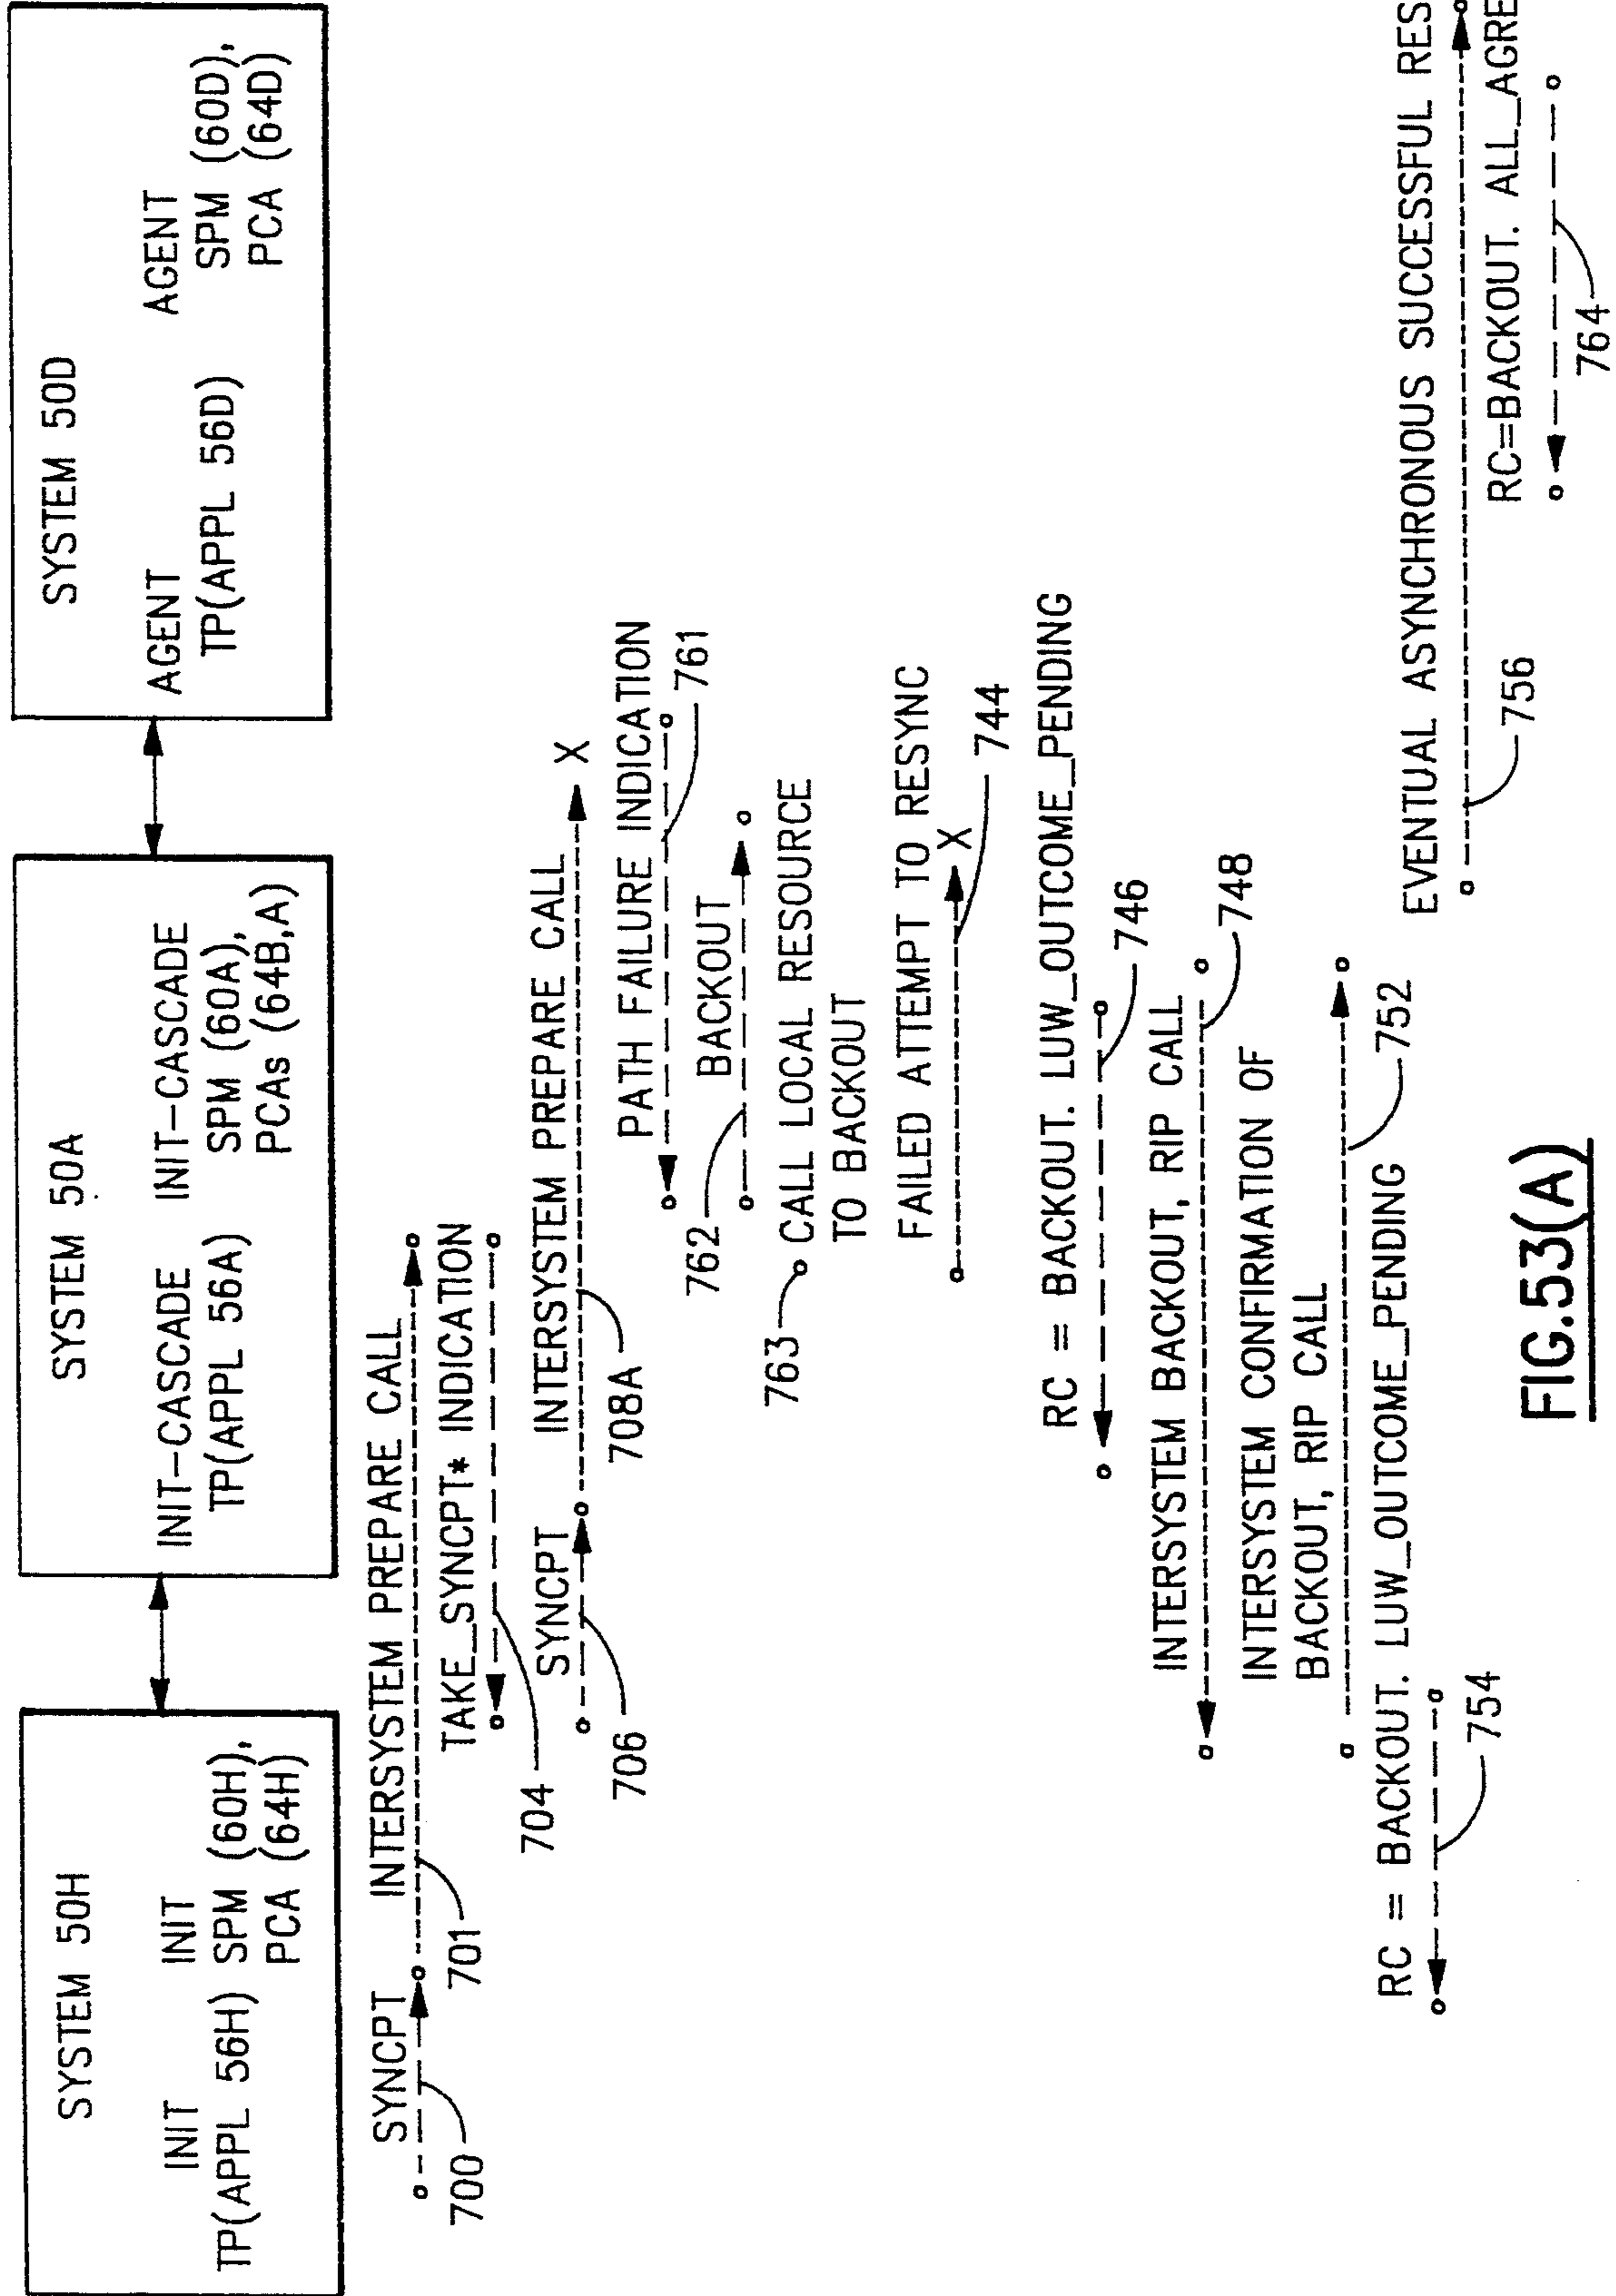 SYSTEM 50H
INIT INIT
TP(APPL 56H) SPM (60H),
PCA (64H)
SYSTEM 50A
INIT-CASCADE INIT-CASCADE
TP(APPL 56A) SPM (60A),
PCAs (64B,A)
SYSTEM 50D
AGENT AGENT
TP(APPL 56D) SPM (60D),
PCA (64D)
SYNCPT INTERSYSTEM PREPARE CALL
700
701
TAKE_SYNCPT* INDICATION
704
SYNCPT INTERSYSTEM PREPARE CALL
X
706
708A
PATH FAILURE INDICATION
761
BACKOUT
762
763
CALL LOCAL RESOURCE
TO BACKOUT
FAILED ATTEMPT TO RESYNC
X
744
RC = BACKOUT. LUW_OUTCOME_PENDING
746
INTERSYSTEM BACKOUT, RIP CALL
748
INTERSYSTEM CONFIRMATION OF
BACKOUT, RIP CALL
752
RC = BACKOUT. LUW_OUTCOME_PENDING
754
EVENTUAL ASYNCHRONOUS SUCCESSFUL RES
756
RC=BACKOUT. ALL_AGRE
764
FIG.53(A)